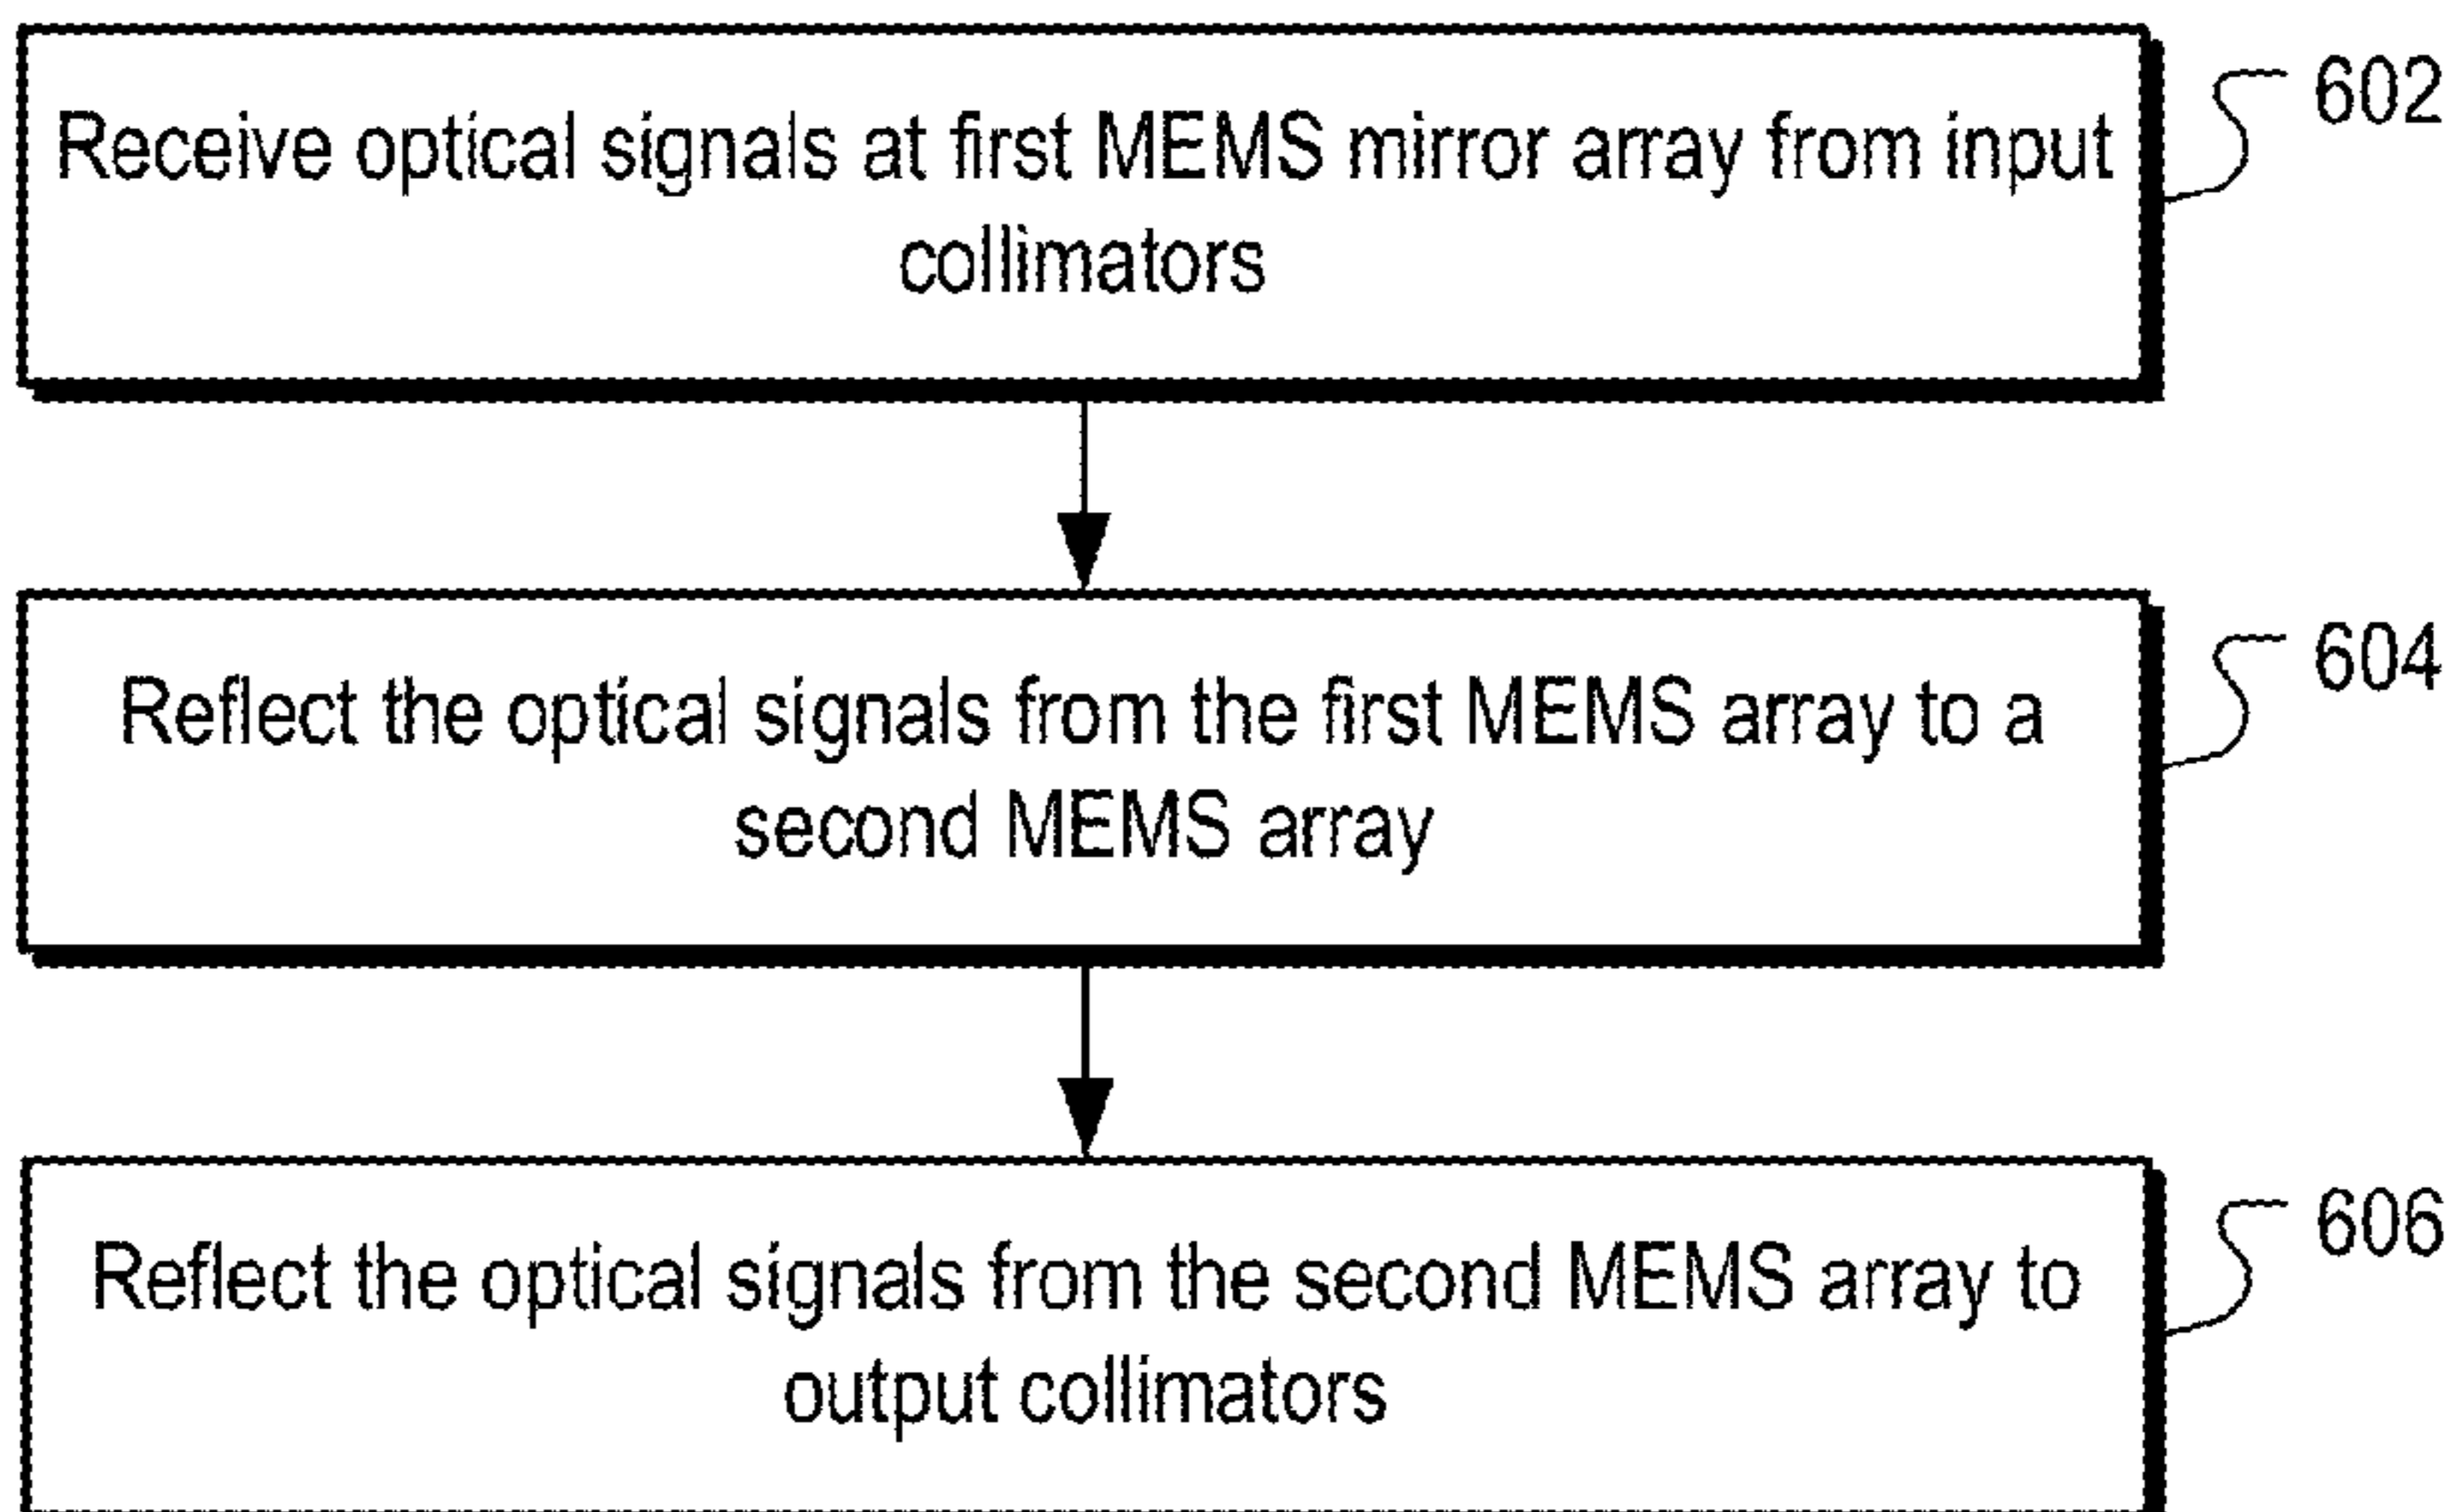 Receive optical signals at first MEMS mirror array from input
collimators
602
Reflect the optical signals from the first MEMS array to a
second MEMS array
604
Reflect the optical signals from the second MEMS array to
output collimators
606